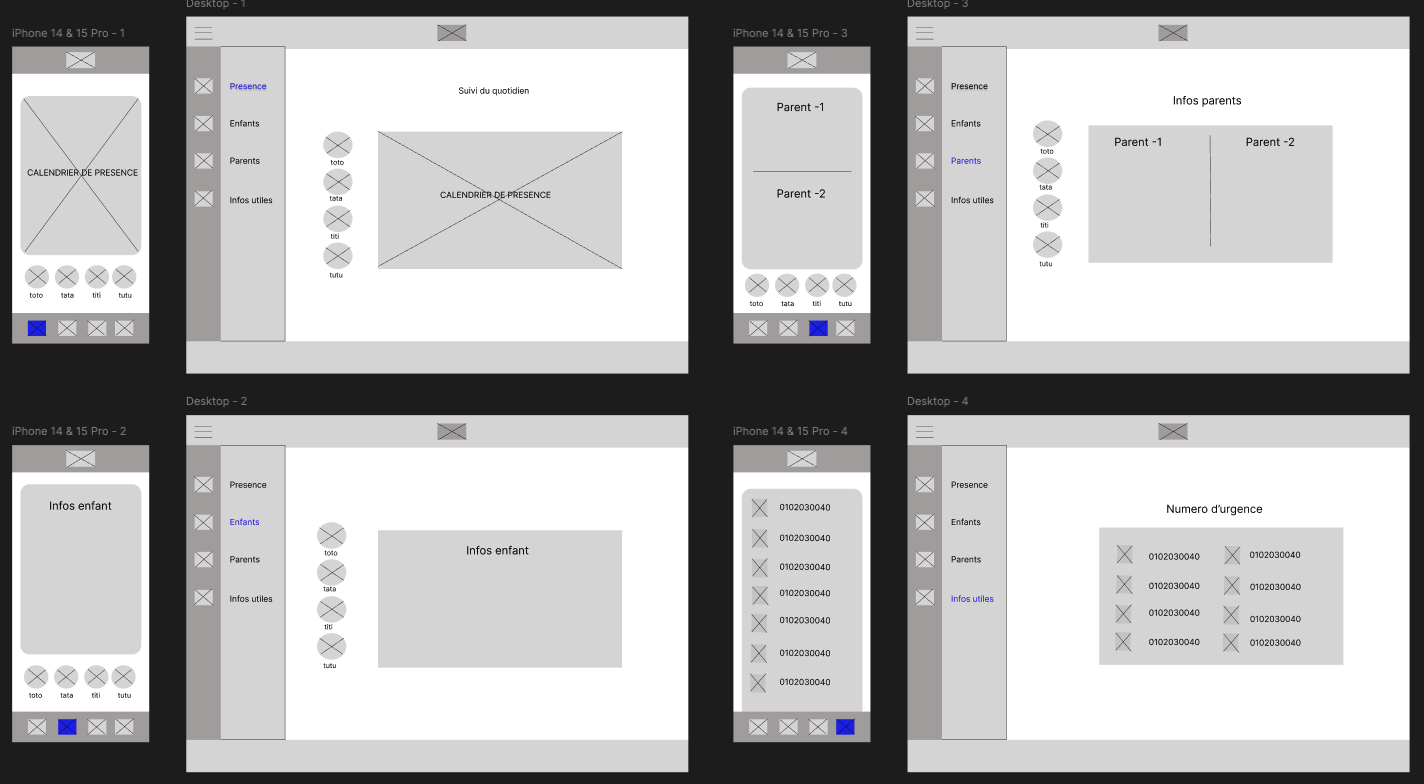 iPhone 14 & 15 Pro - 1
CALENDRIER DE PRESENCE
toto tata titi tutu
Desktop - 1
Presence
Enfants
Parents
Infos utiles
Suivi du quotidien
toto
tata
titi
tutu
CALENDRIER DE PRESENCE
iPhone 14 & 15 Pro - 3
Parent -1
Parent -2
toto tata titi tutu
Desktop - 3
Presence
Enfants
Parents
Infos utiles
Infos parents
toto
tata
titi
tutu
Parent -1 Parent -2
iPhone 14 & 15 Pro - 2
Infos enfant
toto tata titi tutu
Desktop - 2
Presence
Enfants
Parents
Infos utiles
toto
tata
titi
tutu
Infos enfant
iPhone 14 & 15 Pro - 4
0102030040
0102030040
0102030040
0102030040
0102030040
0102030040
0102030040
Desktop - 4
Presence
Enfants
Parents
Infos utiles
Numero d'urgence
0102030040 0102030040
0102030040 0102030040
0102030040 0102030040
0102030040 0102030040